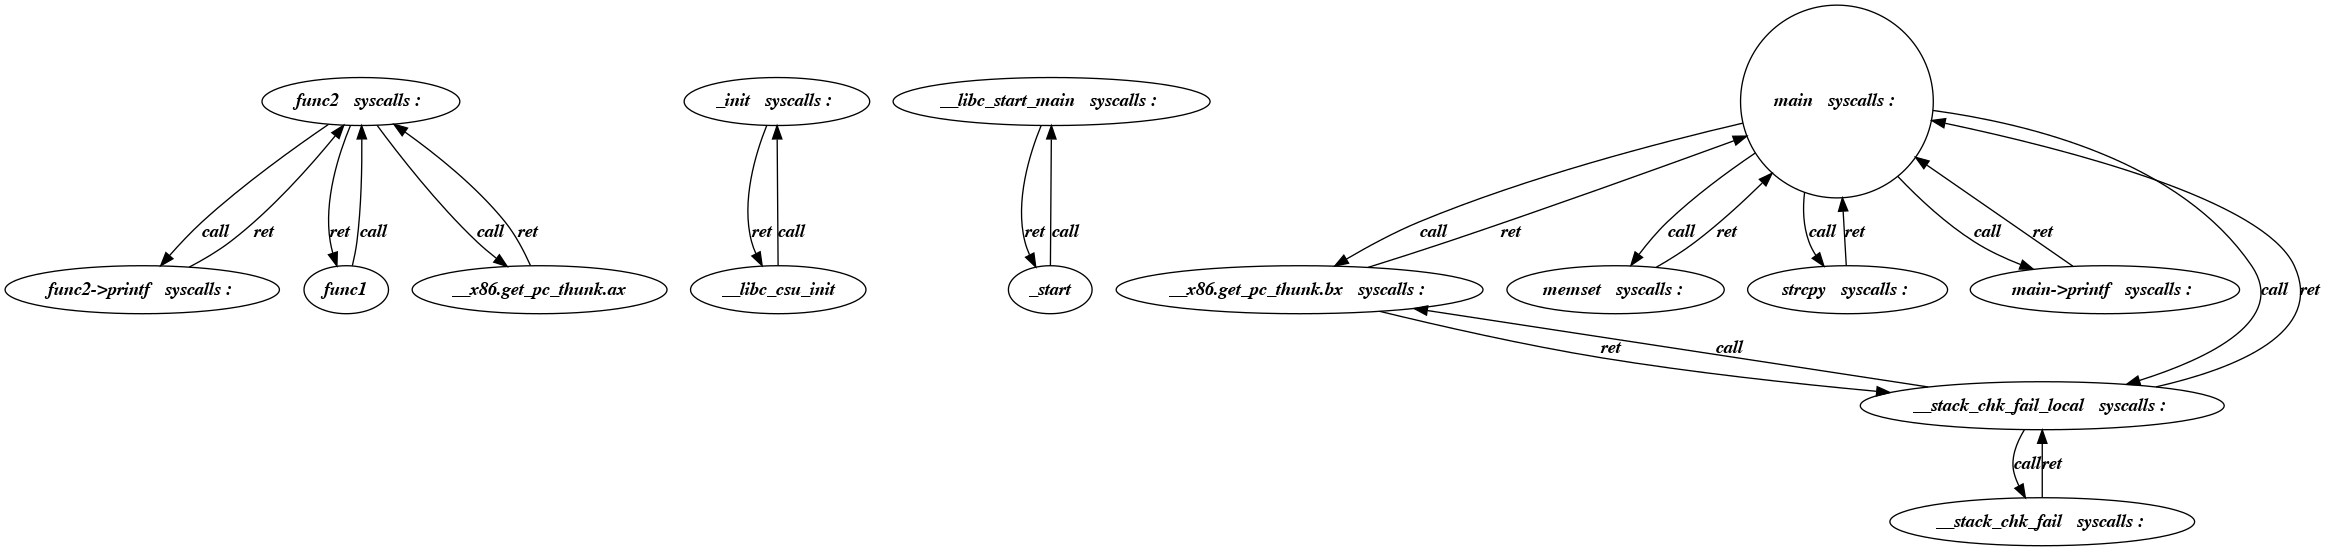 func2 syscalls :
_init syscalls :
__libc_start_main syscalls :
main syscalls :
call
ret
ret
call
call
ret
ret
call
ret
call
call
ret
call
ret
call
ret
call
ret
call
ret
func2->printf syscalls :
func1
__x86.get_pc_thunk.ax
__libc_csu_init
_start
__x86.get_pc_thunk.bx syscalls :
memset syscalls :
strcpy syscalls :
main->printf syscalls :
ret
call
__stack_chk_fail_local syscalls :
call
ret
__stack_chk_fail syscalls :